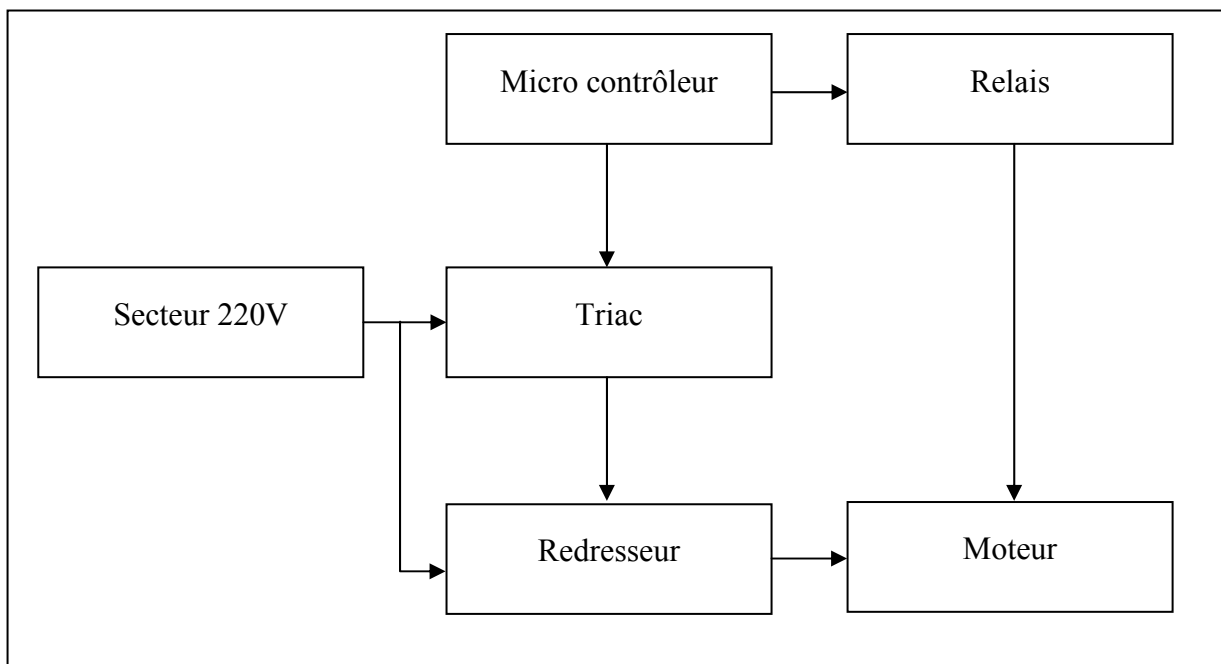 Micro contrôleur
Relais
Secteur 220V
Triac
Redresseur
Moteur